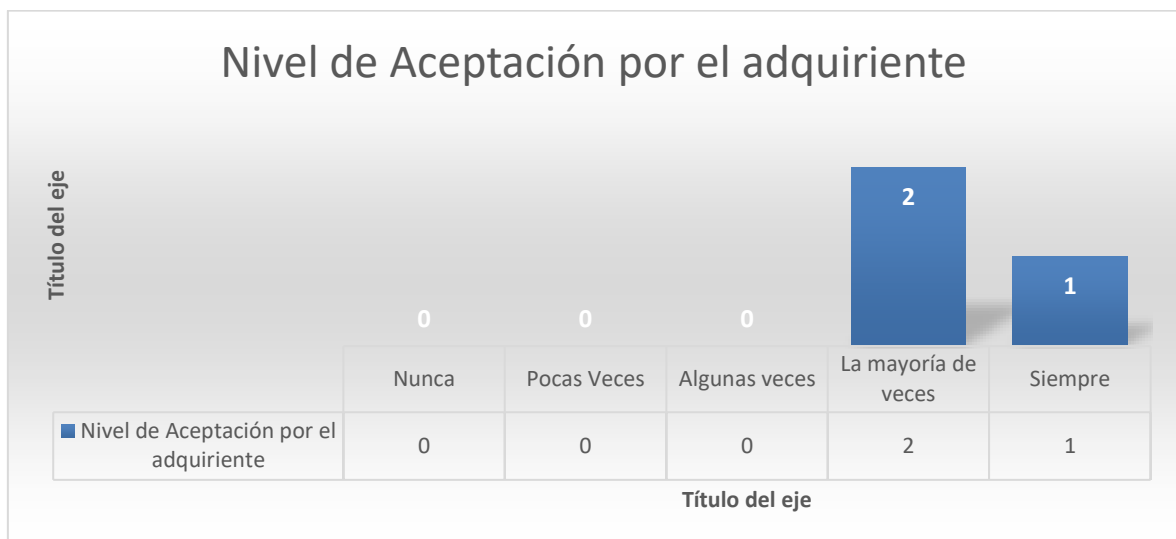 Nivel de Aceptación por el adquiriente
Título del eje
2
1
0 0 0
Nunca Pocas Veces Algunas veces La mayoría de veces Siempre
Nivel de Aceptación por el
adquiriente
0 0 0 2 1
Título del eje